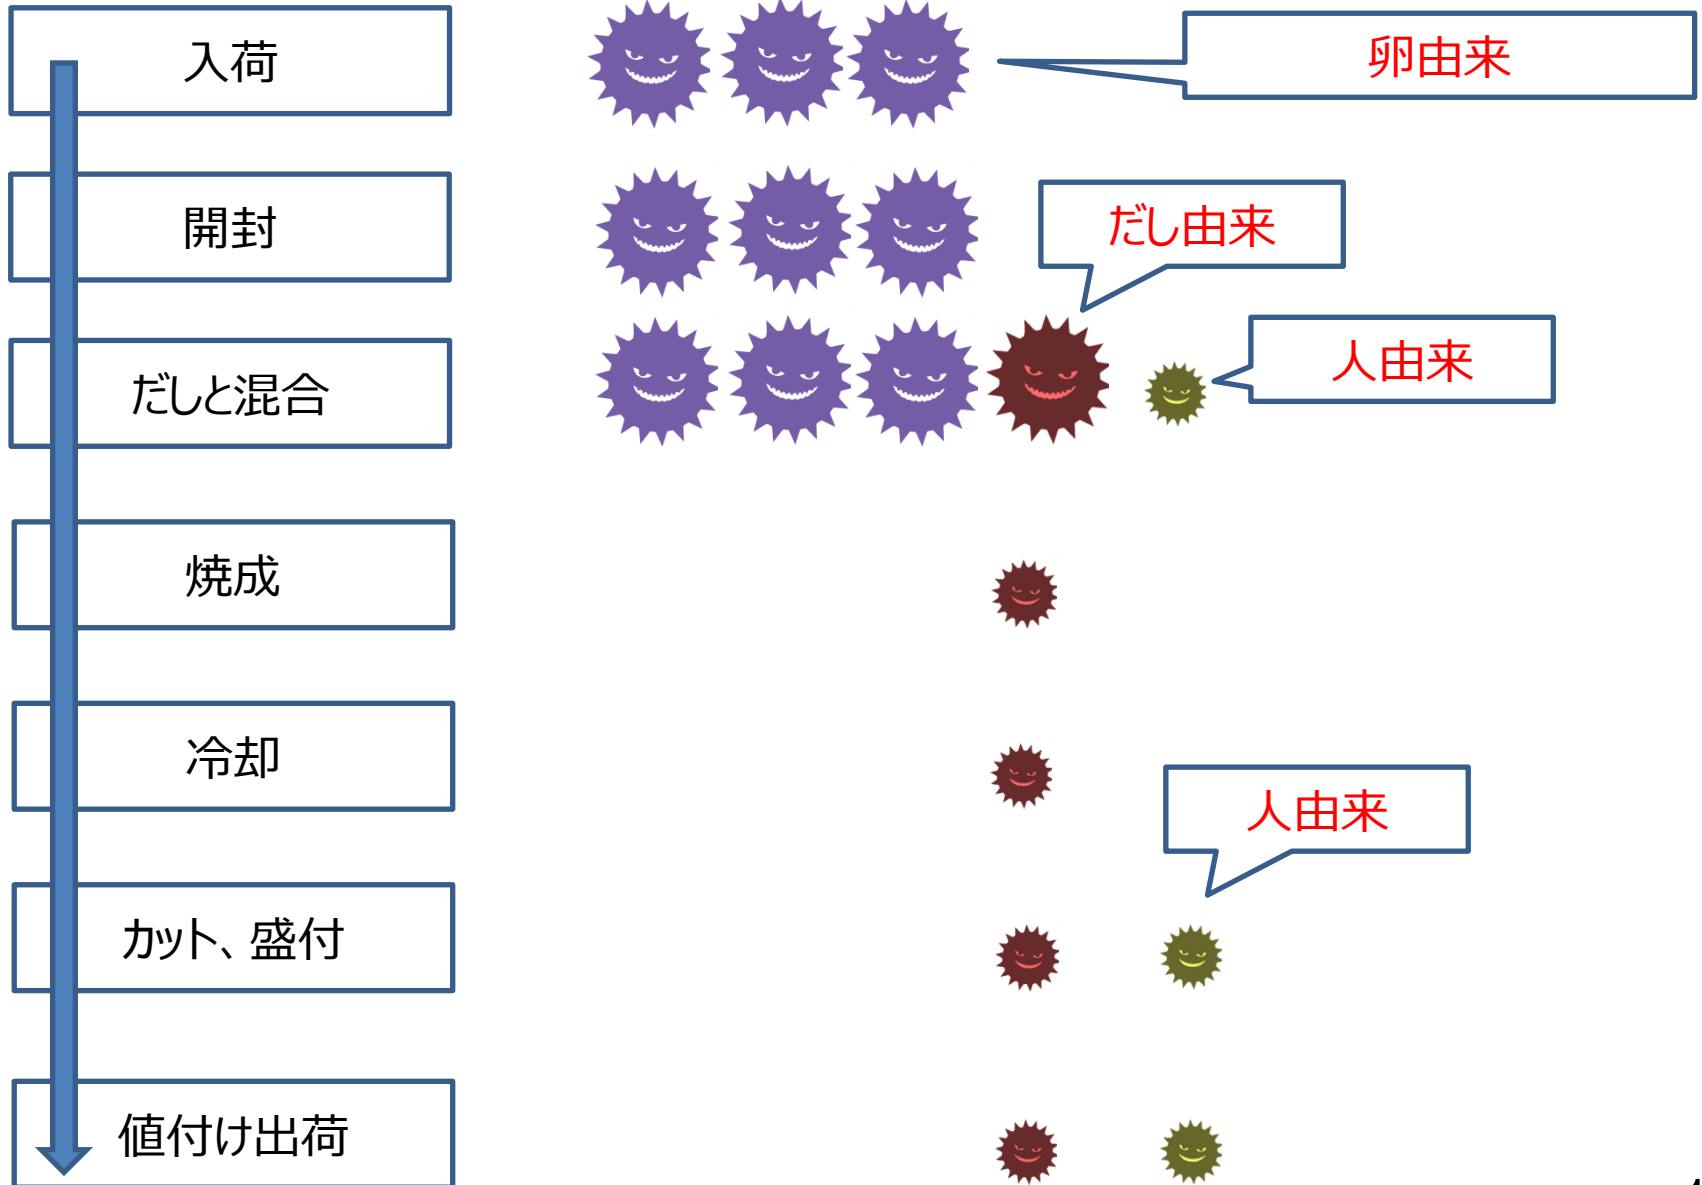 入荷
卵由来
開封
だし由来
だしと混合
人由来
焼成
冷却
人由来
カット、盛付
値付け出荷